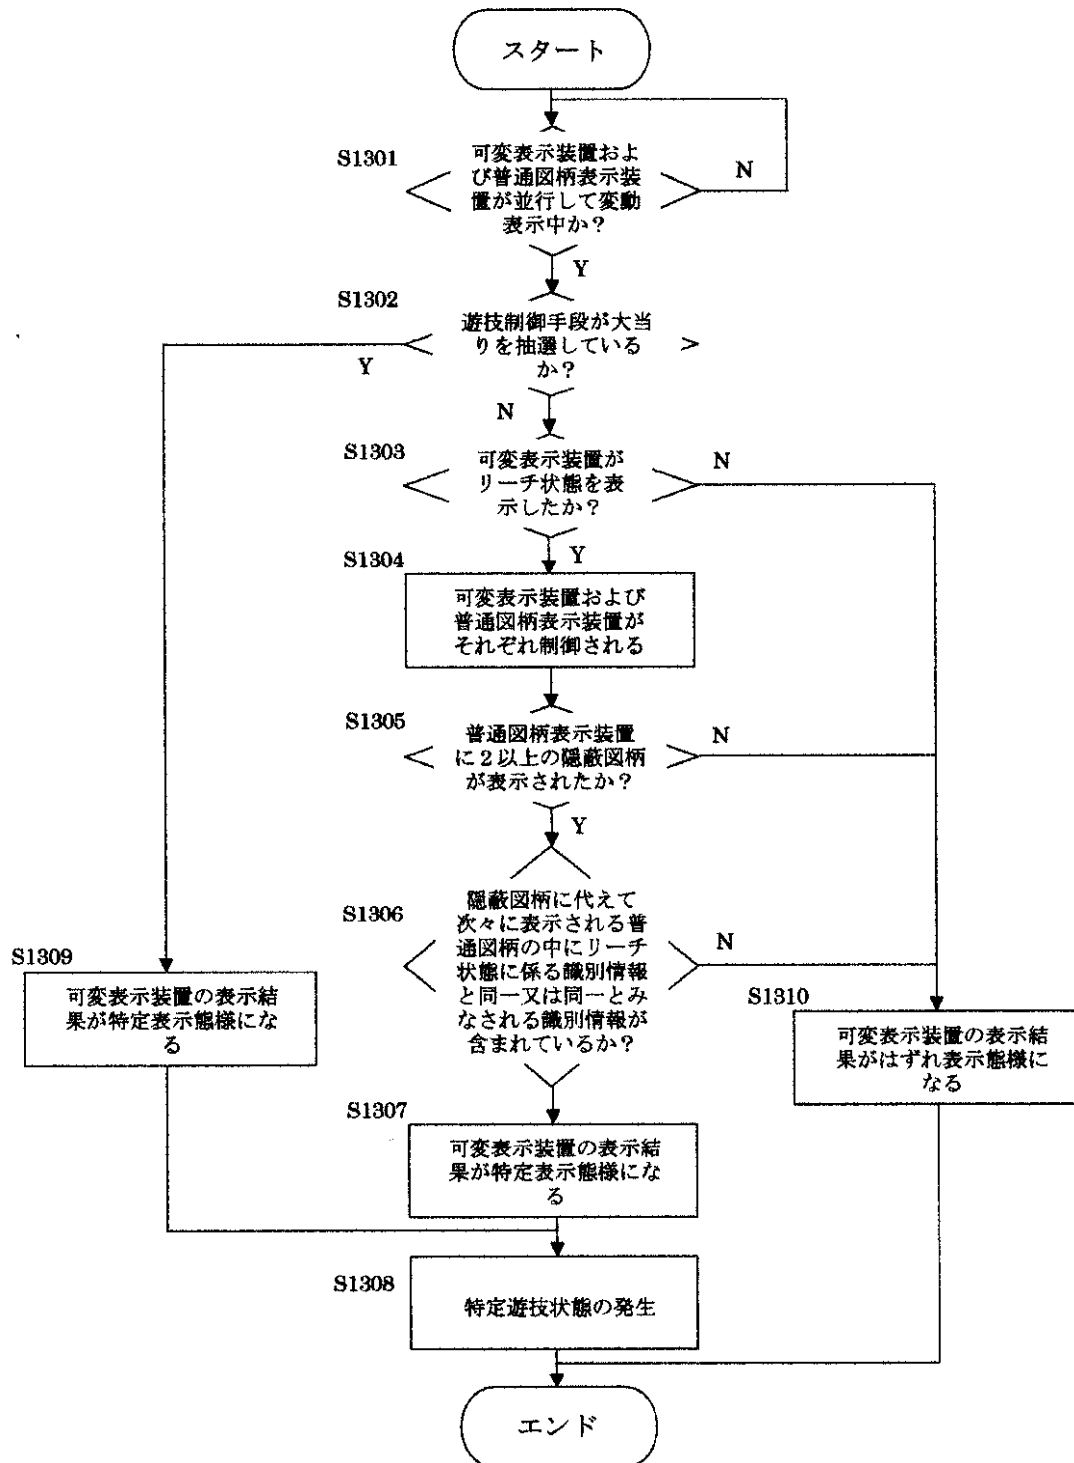 スタート
S1301
可変表示装置およ
び普通図柄表示装
置が並行して変動
表示中か？
N
Y
S1302
遊技制御手段が大当
りを抽選している
か？
Y
N
S1303
可変表示装置が
リーチ状態を表
示したか？
N
Y
S1304
可変表示装置および
普通図柄表示装置が
それぞれ制御される
S1305
普通図柄表示装置
に２以上の隠蔽図柄
が表示されたか？
N
Y
S1306
隠蔽図柄に代えて
次々に表示される普
通図柄の中にリーチ
状態に係る識別情報
と同一又は同一とみ
なされる識別情報が
含まれているか？
N
S1309
可変表示装置の表示結
果が特定表示態様にな
る
S1310
可変表示装置の表示結
果がはずれ表示態様に
なる
S1307
可変表示装置の表示結
果が特定表示態様にな
る
S1308
特定遊技状態の発生
エンド